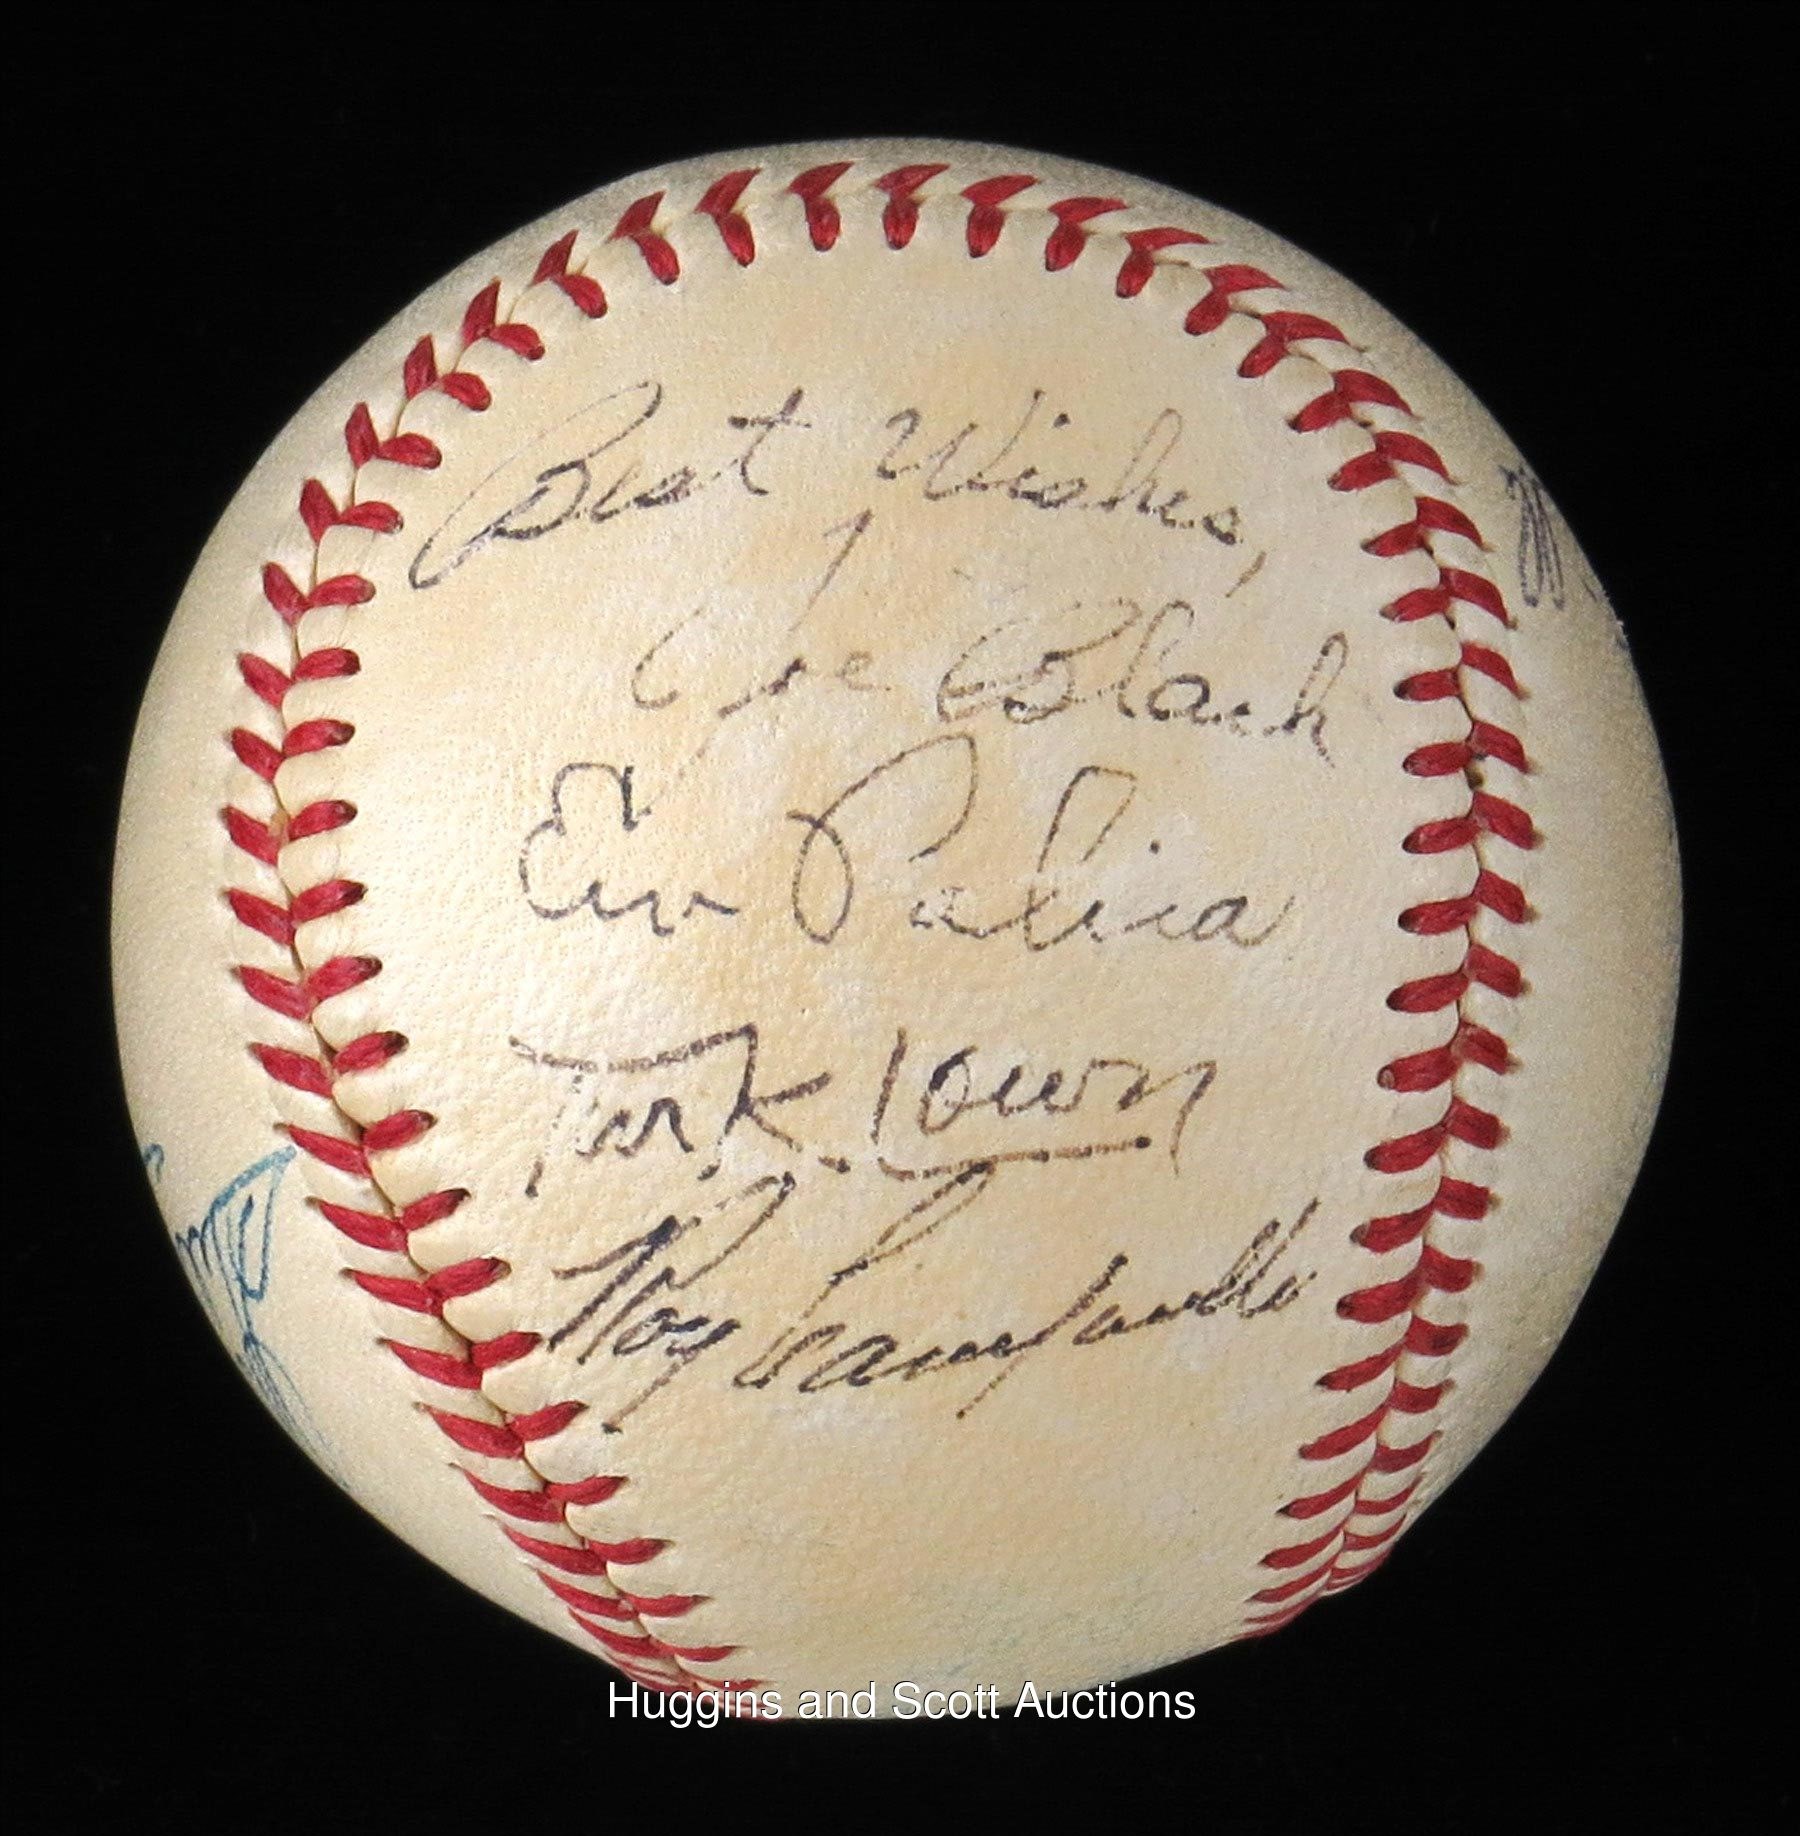 Best Wishes,
Joe Black
Erv Palica
Turk Lown
Roy Campanella
Huggins and Scott Auctions